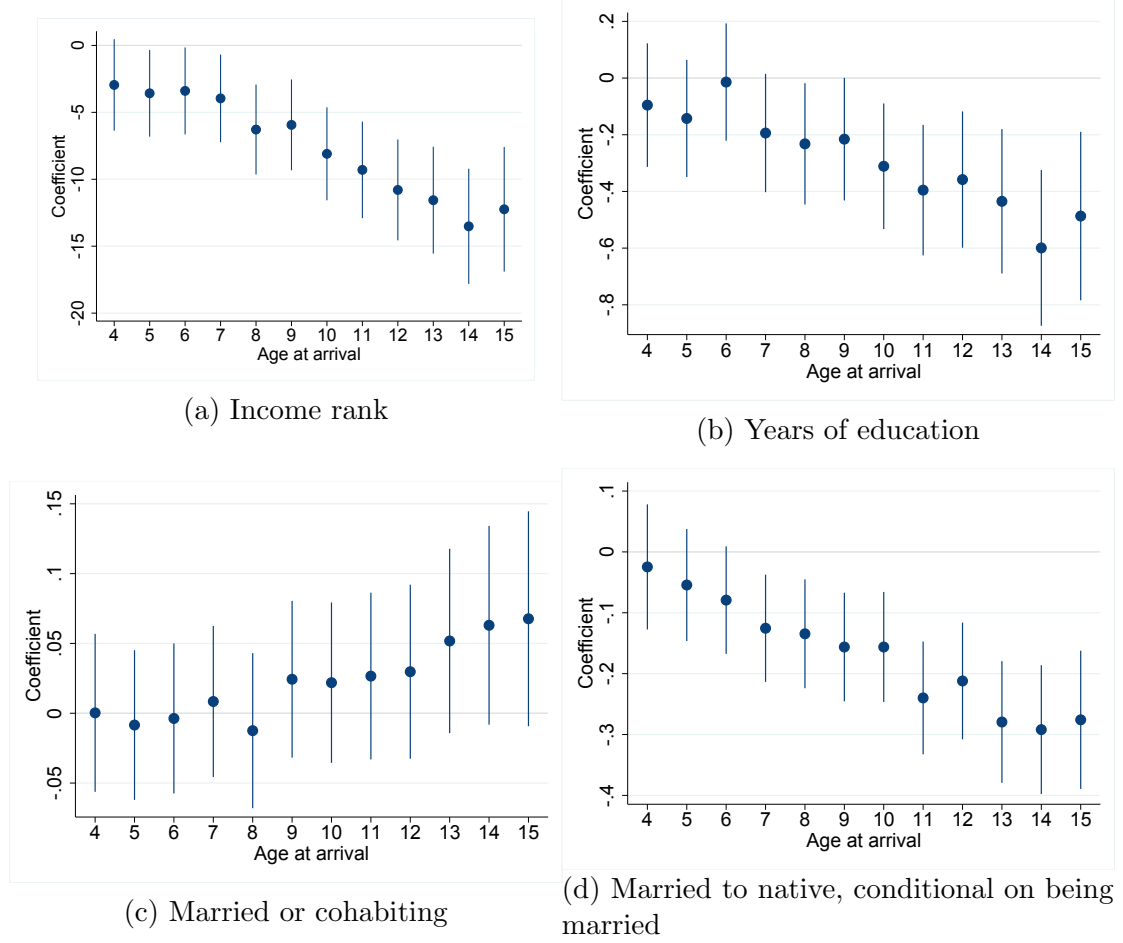 0
-5
-10
-15
-20
Coefficient
4 5 6 7 8 9 10 11 12 13 14 15
Age at arrival
(a) Income rank
.2
0
-.2
-.4
-.6
-.8
Coefficient
4 5 6 7 8 9 10 11 12 13 14 15
Age at arrival
(b) Years of education
.15
.1
.05
0
-.05
Coefficient
4 5 6 7 8 9 10 11 12 13 14 15
Age at arrival
(c) Married or cohabiting
.1
0
-.1
-.2
-.3
-.4
Coefficient
4 5 6 7 8 9 10 11 12 13 14 15
Age at arrival
(d) Married to native, conditional on being
married